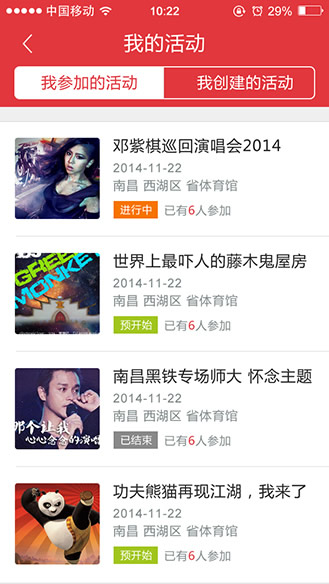 中国移动 10:22 29%
我的活动
我参加的活动 我创建的活动
邓紫棋巡回演唱会2014
2014-11-22
南昌 西湖区 省体育馆
进行中 已有6人参加
GREEN
MONKEY
世界上最吓人的藤木鬼屋房
2014-11-22
南昌 西湖区 省体育馆
预开始 已有6人参加
那个让我
心心念念的演唱
南昌黑铁专场师大 怀念主题
2014-11-22
南昌 西湖区 省体育馆
已结束 已有6人参加
功夫熊猫再现江湖，我来了
南昌 西湖区 省体育馆
预开始 已有6人参加